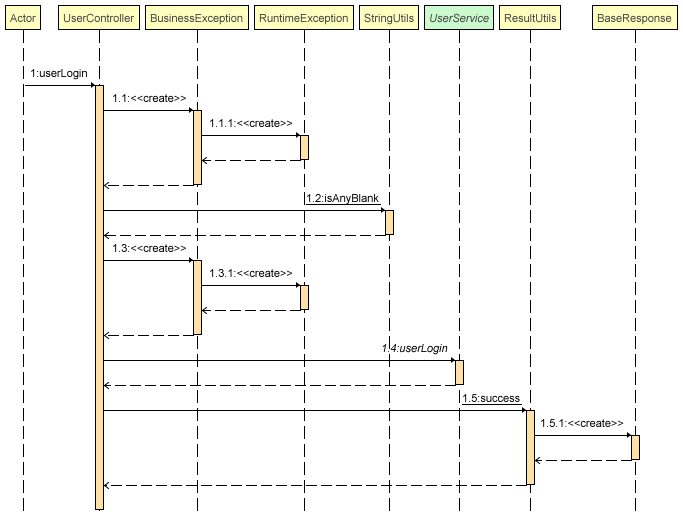 Actor UserController BusinessException RuntimeException StringUtils UserService ResultUtils BaseResponse
1:userLogin
1.1:<<create>>
1.1.1:<<create>>
1.2:isAnyBlank
1.3:<<create>>
1.3.1:<<create>>
1.4:userLogin
1.5:success
1.5.1:<<create>>